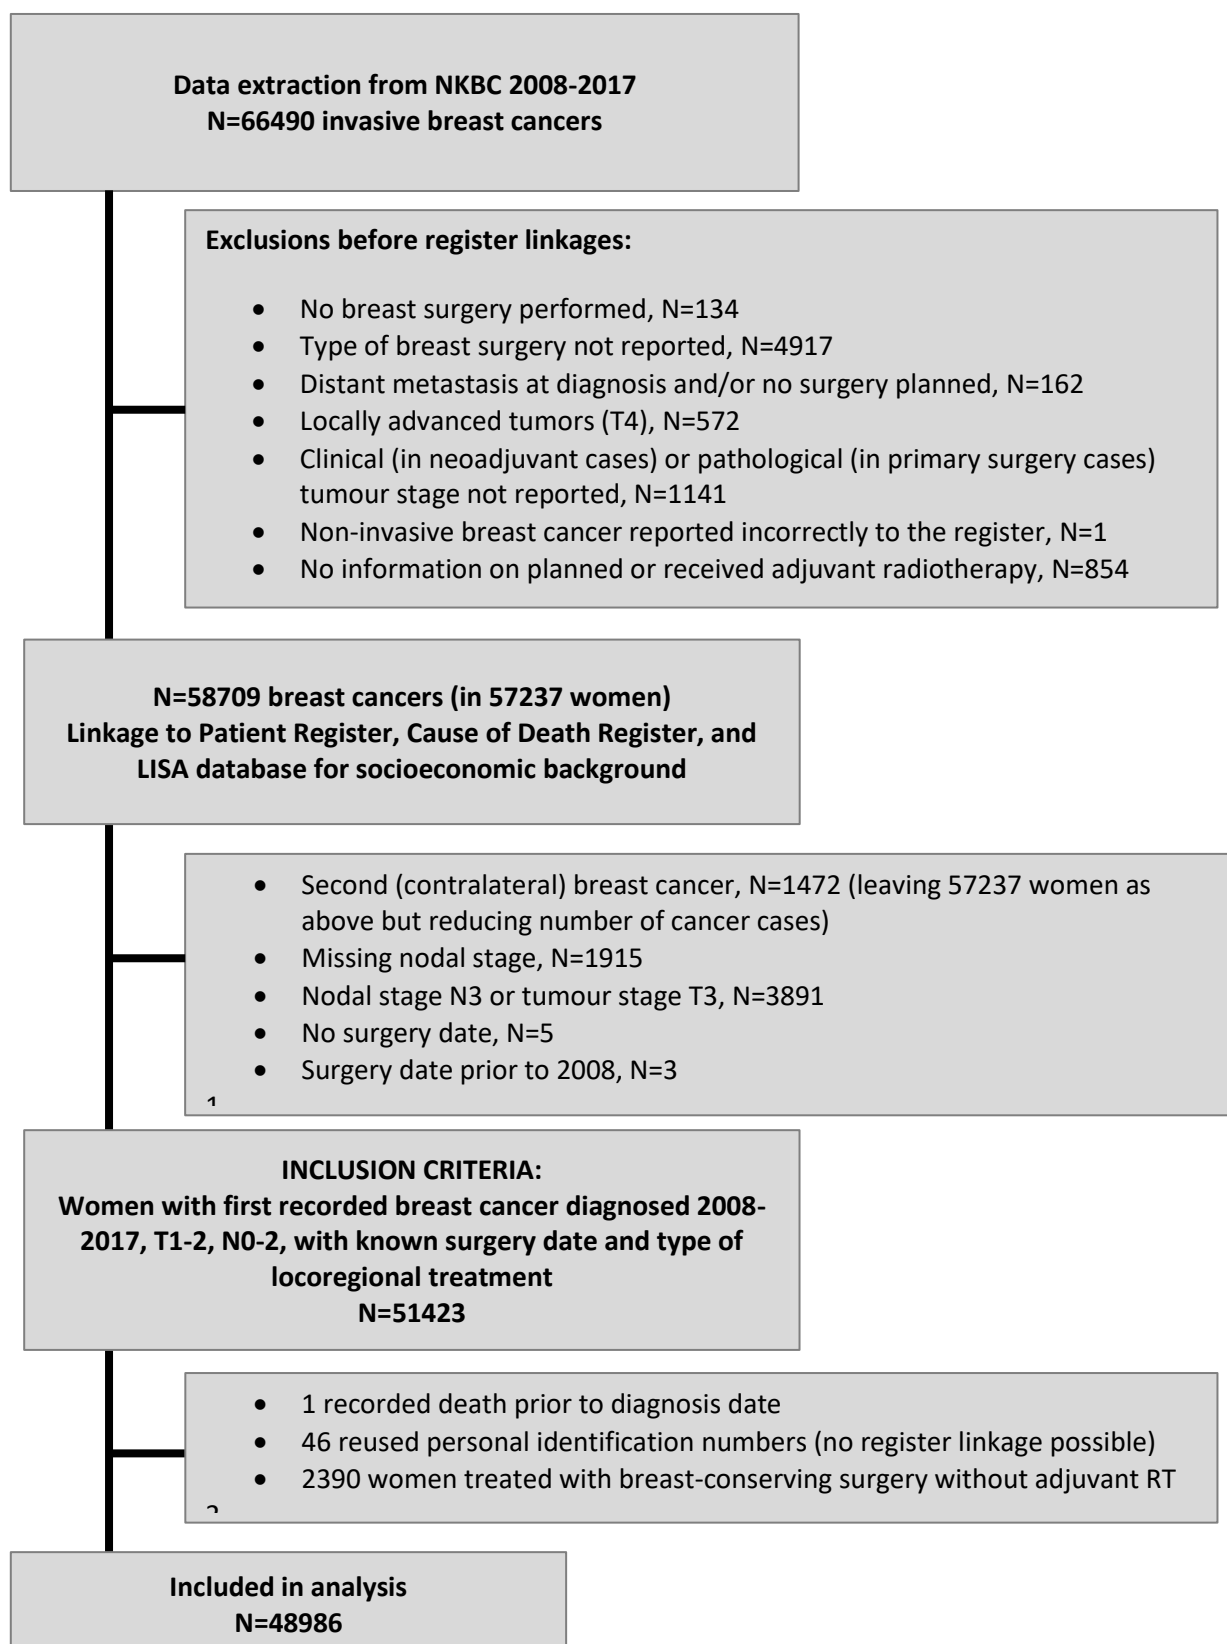 Data extraction from NKBC 2008-2017
N=66490 invasive breast cancers
Exclusions before register linkages:
• No breast surgery performed, N=134
• Type of breast surgery not reported, N=4917
• Distant metastasis at diagnosis and/or no surgery planned, N=162
• Locally advanced tumors (T4), N=572
• Clinical (in neoadjuvant cases) or pathological (in primary surgery cases)
tumour stage not reported, N=1141
• Non-invasive breast cancer reported incorrectly to the register, N=1
• No information on planned or received adjuvant radiotherapy, N=854
N=58709 breast cancers (in 57237 women)
Linkage to Patient Register, Cause of Death Register, and
LISA database for socioeconomic background
• Second (contralateral) breast cancer, N=1472 (leaving 57237 women as
above but reducing number of cancer cases)
• Missing nodal stage, N=1915
• Nodal stage N3 or tumour stage T3, N=3891
• No surgery date, N=5
• Surgery date prior to 2008, N=3
INCLUSION CRITERIA:
Women with first recorded breast cancer diagnosed 2008-
2017, T1-2, N0-2, with known surgery date and type of
locoregional treatment
N=51423
• 1 recorded death prior to diagnosis date
• 46 reused personal identification numbers (no register linkage possible)
• 2390 women treated with breast-conserving surgery without adjuvant RT
Included in analysis
N=48986